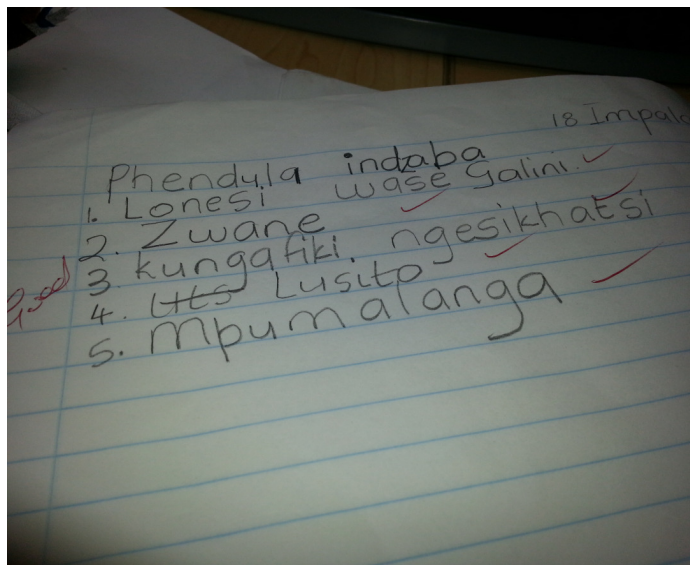 18 Impala
Phendula indaba
1. Lonesi wase galini.
2. Zwane
3. kungafiki. ngesikhatsi
4. Lusito
5. Mpumalanga
Good